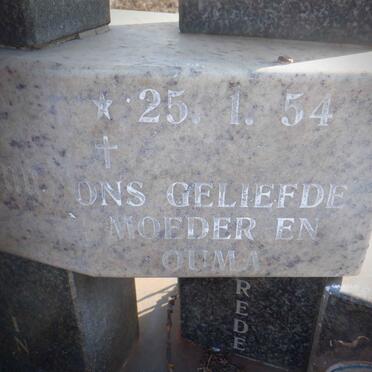 ★ 25. 1. 54
✝
ONS GELIEFDE
MOEDER EN
OUMA
REDE